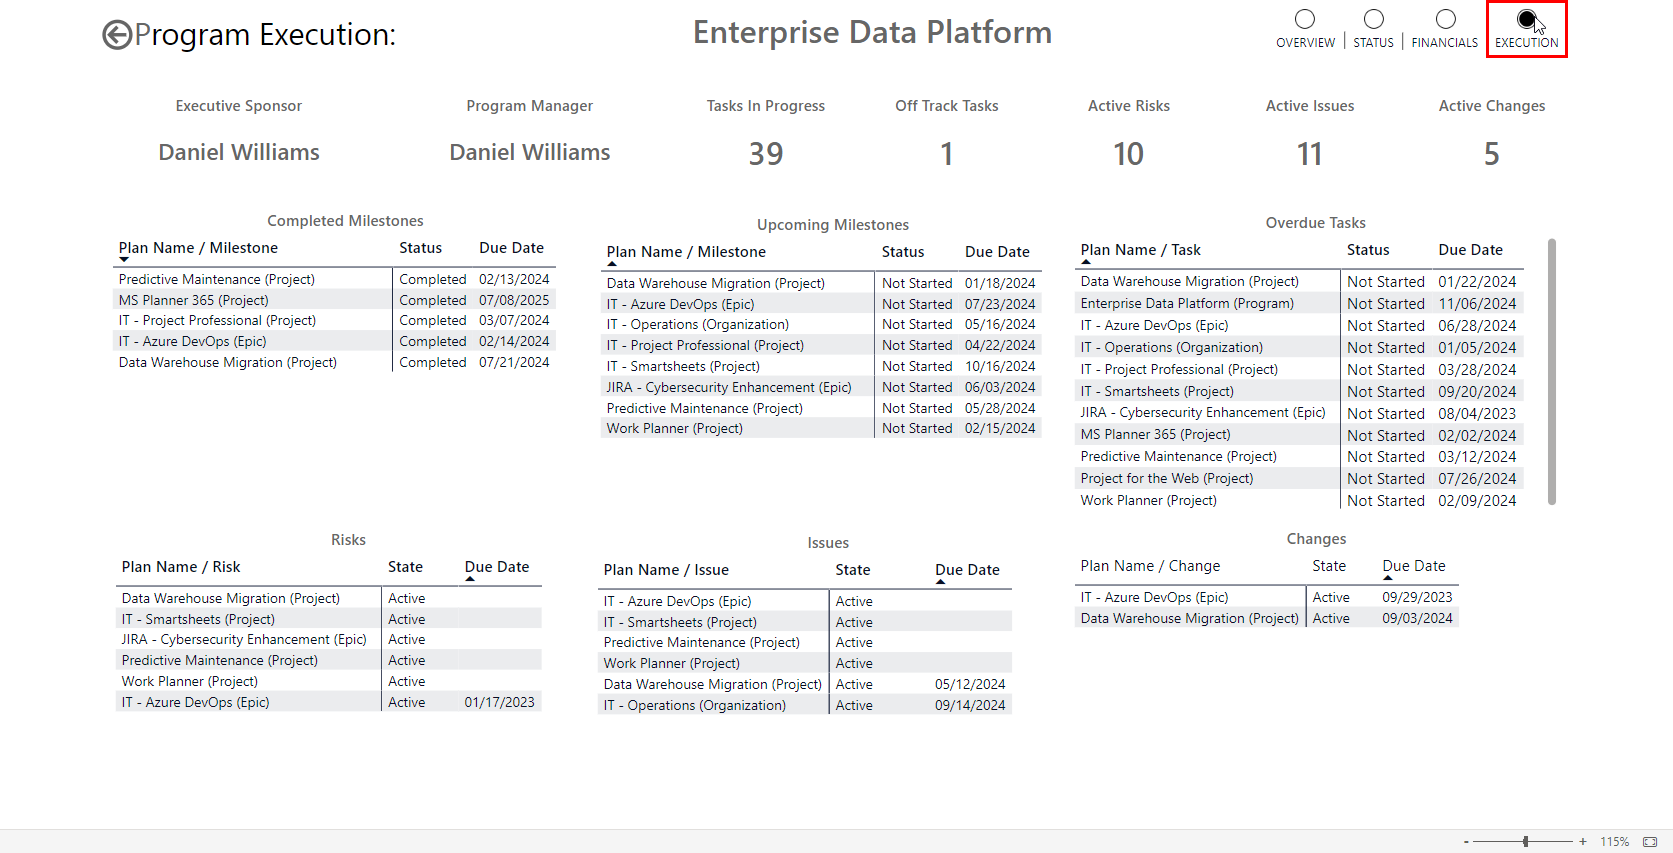 Program Execution:
Enterprise Data Platform
OVERVIEW | STATUS | FINANCIALS EXECUTION
Executive Sponsor Program Manager Tasks In Progress Off Track Tasks Active Risks Active Issues Active Changes
Daniel Williams Daniel Williams 39 1 10 11 5
Completed Milestones
Plan Name / Milestone Status Due Date
Predictive Maintenance (Project) Completed 02/13/2024
MS Planner 365 (Project) Completed 07/08/2025
IT - Project Professional (Project) Completed 03/07/2024
IT - Azure DevOps (Epic) Completed 02/14/2024
Data Warehouse Migration (Project) Completed 07/21/2024
Upcoming Milestones
Plan Name / Milestone Status Due Date
Data Warehouse Migration (Project) Not Started 01/18/2024
IT - Azure DevOps (Epic) Not Started 07/23/2024
IT - Operations (Organization) Not Started 05/16/2024
IT - Project Professional (Project) Not Started 04/22/2024
IT - Smartsheets (Project) Not Started 10/16/2024
JIRA - Cybersecurity Enhancement (Epic) Not Started 06/03/2024
Predictive Maintenance (Project) Not Started 05/28/2024
Work Planner (Project) Not Started 02/15/2024
Overdue Tasks
Plan Name / Task Status Due Date
Data Warehouse Migration (Project) Not Started 01/22/2024
Enterprise Data Platform (Program) Not Started 11/06/2024
IT - Azure DevOps (Epic) Not Started 06/28/2024
IT - Operations (Organization) Not Started 01/05/2024
IT - Project Professional (Project) Not Started 03/28/2024
IT - Smartsheets (Project) Not Started 09/20/2024
JIRA - Cybersecurity Enhancement (Epic) Not Started 08/04/2023
MS Planner 365 (Project) Not Started 02/02/2024
Predictive Maintenance (Project) Not Started 03/12/2024
Project for the Web (Project) Not Started 07/26/2024
Work Planner (Project) Not Started 02/09/2024
Risks
Plan Name / Risk State Due Date
Data Warehouse Migration (Project) Active
IT - Smartsheets (Project) Active
JIRA - Cybersecurity Enhancement (Epic) Active
Predictive Maintenance (Project) Active
Work Planner (Project) Active
IT - Azure DevOps (Epic) Active 01/17/2023
Issues
Plan Name / Issue State Due Date
IT - Azure DevOps (Epic) Active
IT - Smartsheets (Project) Active
Predictive Maintenance (Project) Active
Work Planner (Project) Active
Data Warehouse Migration (Project) Active 05/12/2024
IT - Operations (Organization) Active 09/14/2024
Changes
Plan Name / Change State Due Date
IT - Azure DevOps (Epic) Active 09/29/2023
Data Warehouse Migration (Project) Active 09/03/2024
- + 115%